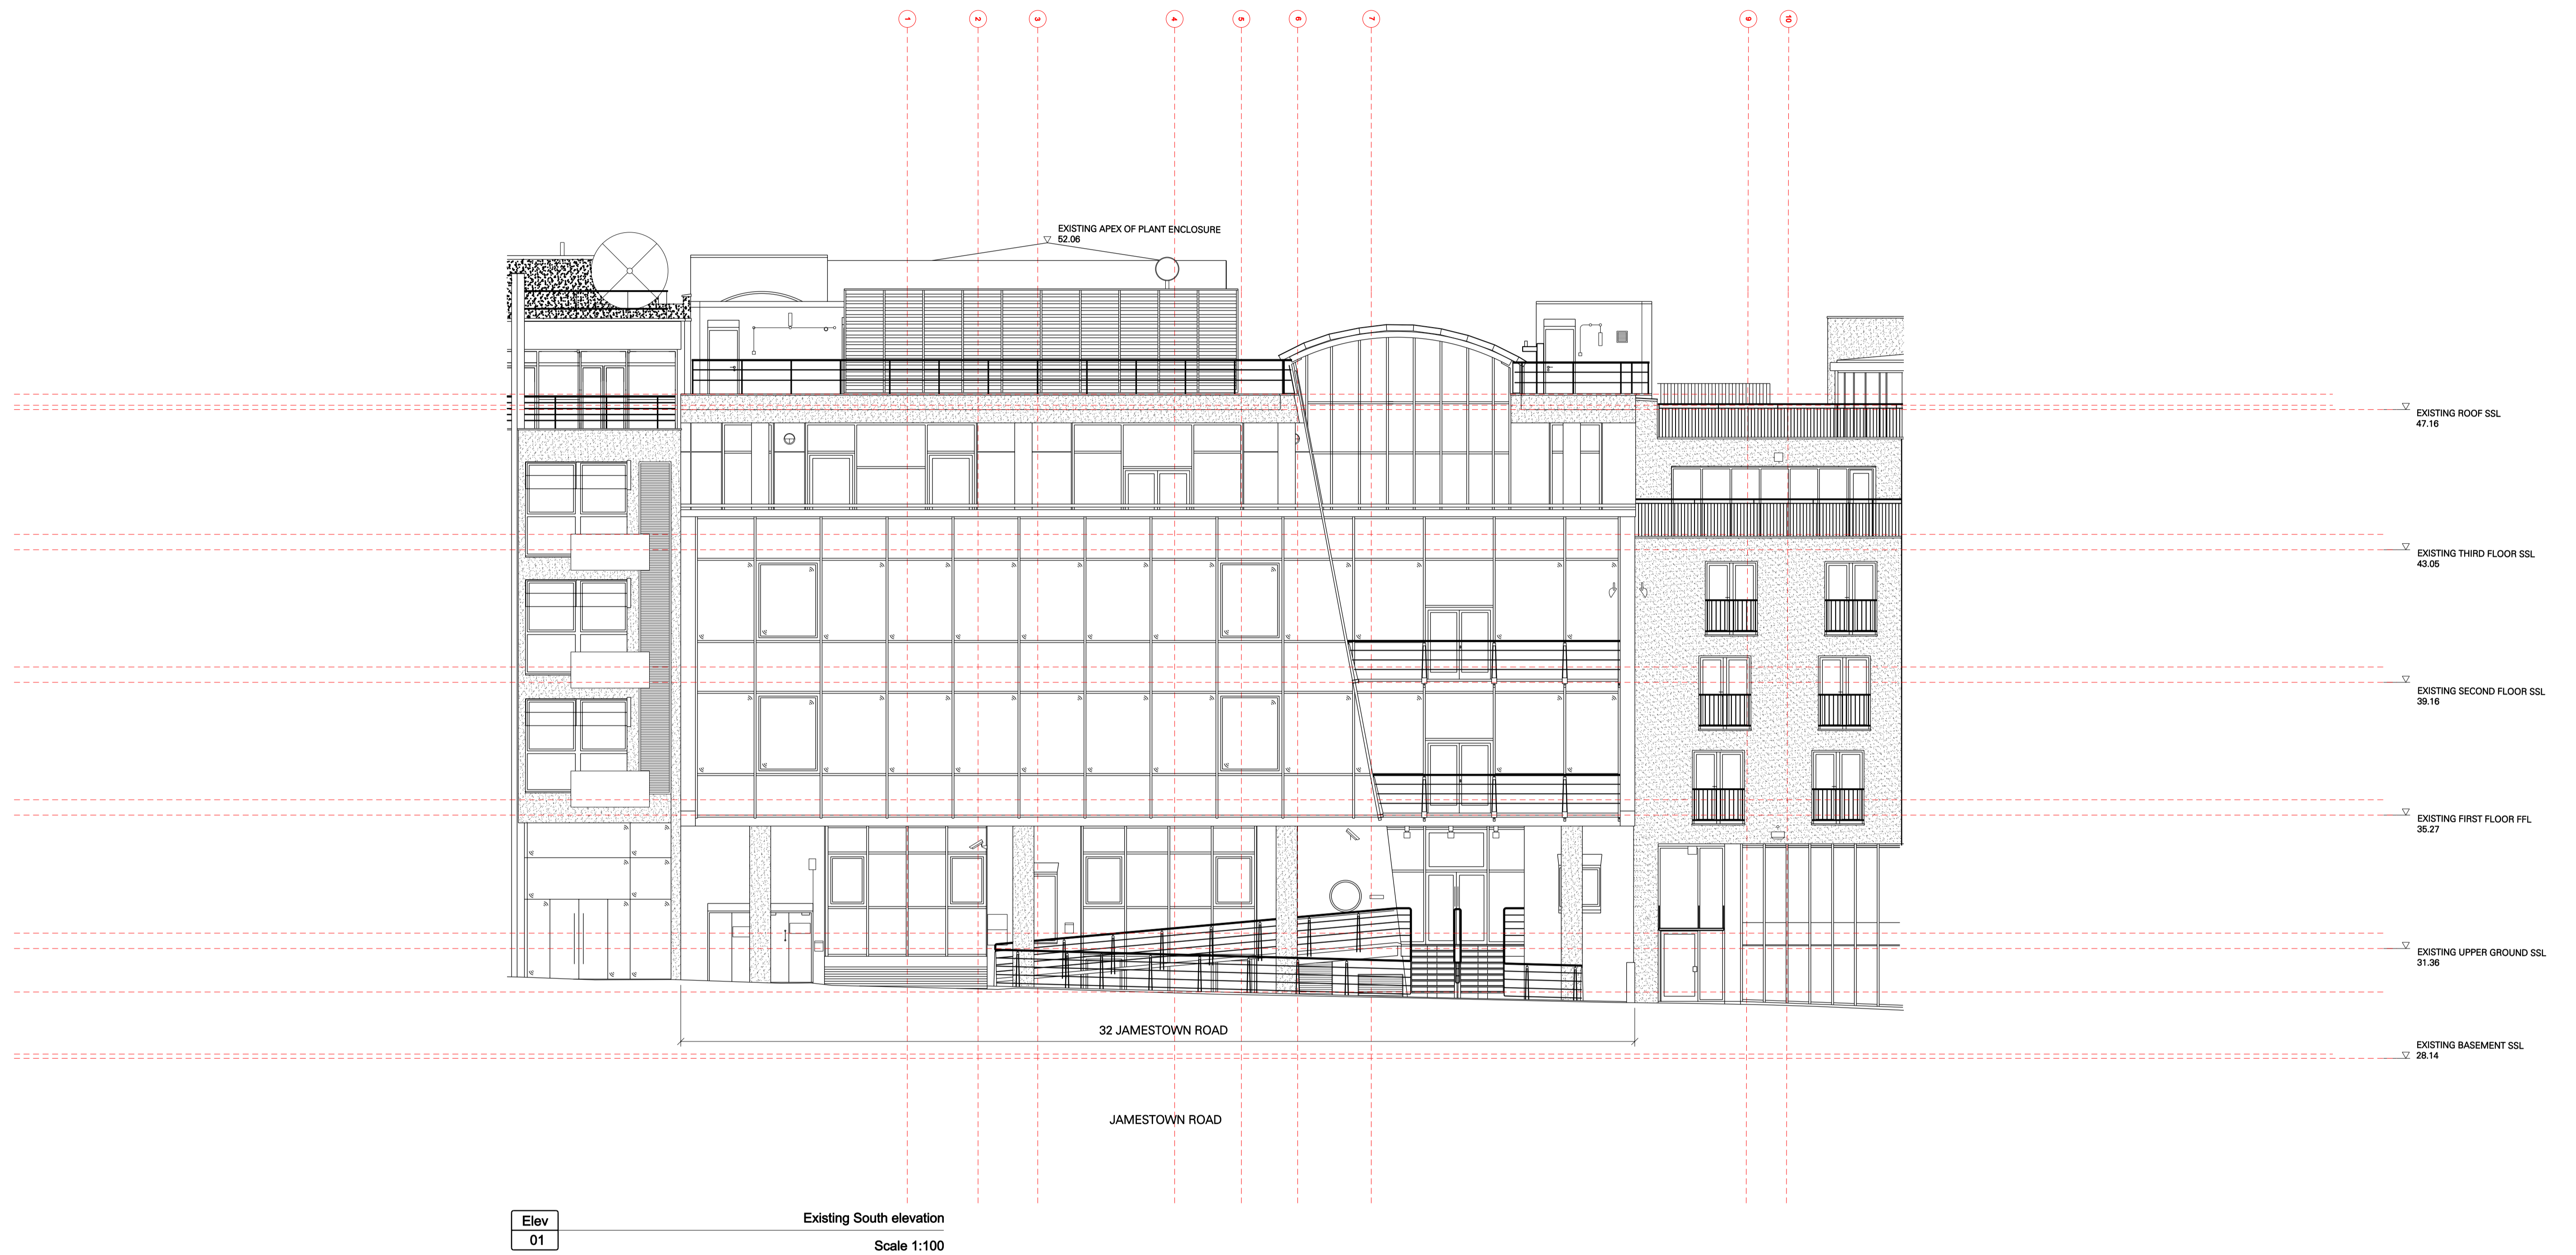 1
2
3
4
5
6
7
9
10
EXISTING APEX OF PLANT ENCLOSURE
52.06
EXISTING ROOF SSL
47.16
EXISTING THIRD FLOOR SSL
43.05
EXISTING SECOND FLOOR SSL
39.16
EXISTING FIRST FLOOR FFL
35.27
EXISTING UPPER GROUND SSL
31.36
32 JAMESTOWN ROAD
EXISTING BASEMENT SSL
28.14
JAMESTOWN ROAD
Elev
01
Existing South elevation
Scale 1:100